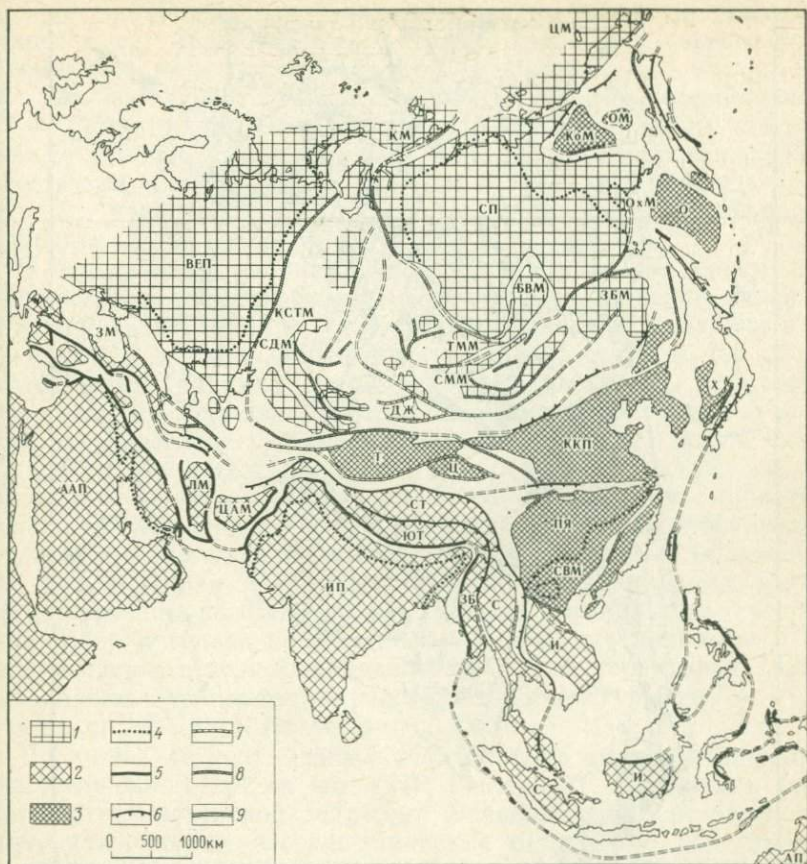 ЦМ
КМ
КоМ
ОМ
ОхМ
О
СП
ВЕП
БВМ
ЗБМ
КСТМ
СДМ
ЗМ
ТММ
СММ
ДЖ
Х
Т
Ц
ККП
ААП
ЛМ
ЦАМ
СТ
ЮТ
ИП
ПЯ
СВМ
ЗБ
С
И
С
И
АП
1 4 7
2 5 8
3 6 9
0 500 1000км